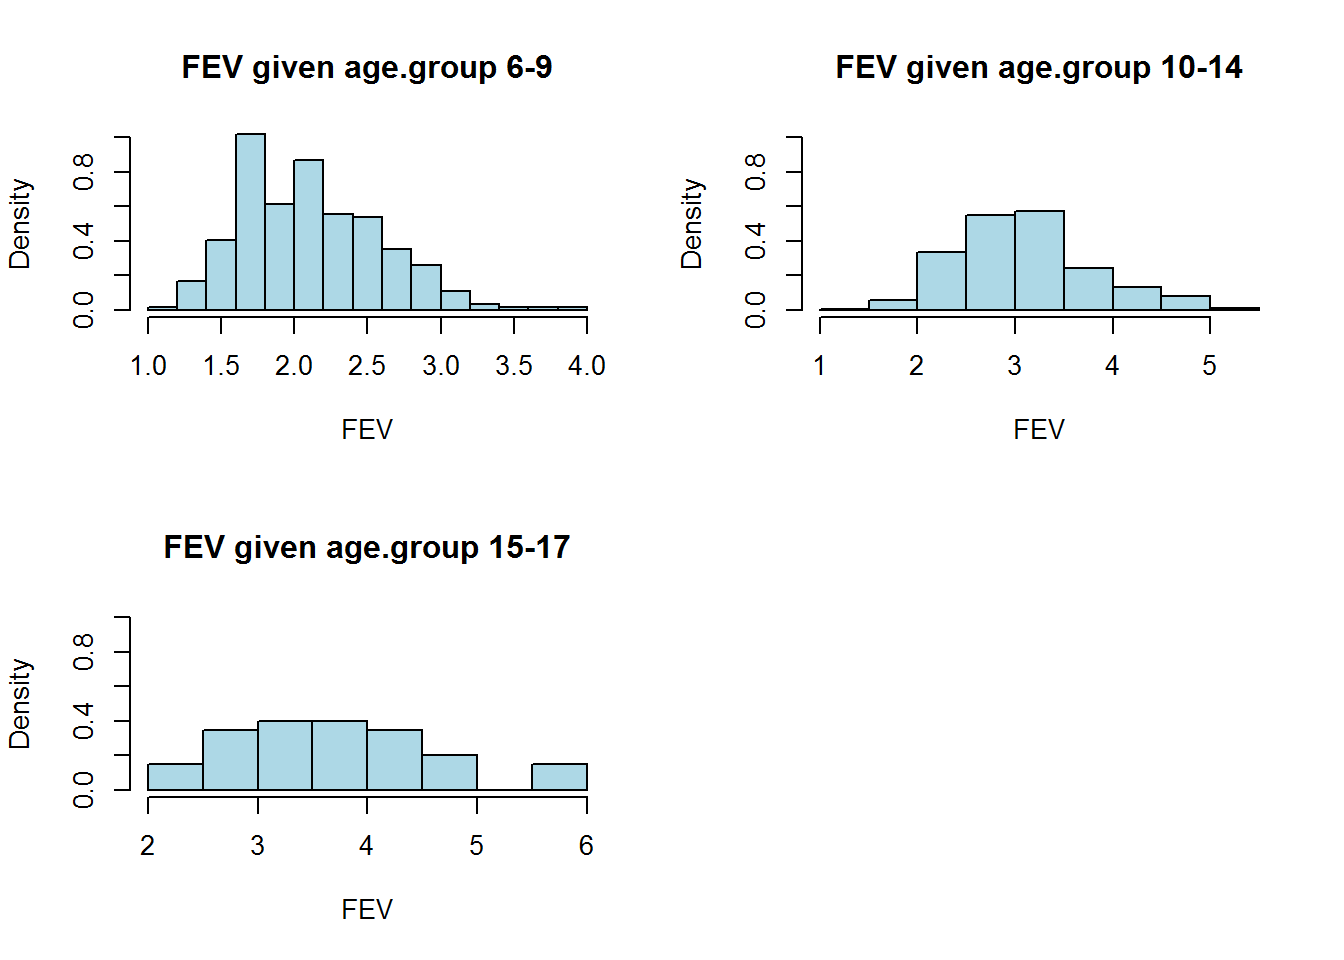 FEV given age.group 6-9
Density
0.0 0.4 0.8
1.0 1.5 2.0 2.5 3.0 3.5 4.0
FEV
FEV given age.group 10-14
Density
0.0 0.4 0.8
1 2 3 4 5
FEV
FEV given age.group 15-17
Density
0.0 0.4 0.8
2 3 4 5 6
FEV